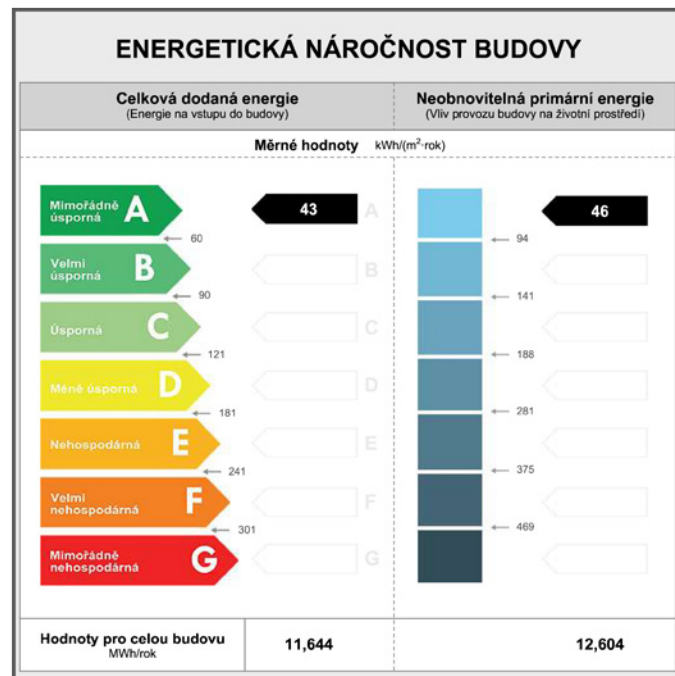 ENERGETICKÁ NÁROČNOST BUDOVY
Celková dodaná energie
(Energie na vstupu do budovy)
Neobnovitelná primární energie
(Vliv provozu budovy na životní prostředí)
Měrné hodnoty kWh/(m²·rok)
Mimořádně úsporná A
43
A
46
60
94
Velmi úsporná B
B
90
141
Úsporná C
C
121
188
Méně úsporná D
D
181
281
Nehospodárná E
E
241
375
Velmi nehospodárná F
F
301
469
Mimořádně nehospodárná G
G
Hodnoty pro celou budovu
MWh/rok
11,644
12,604